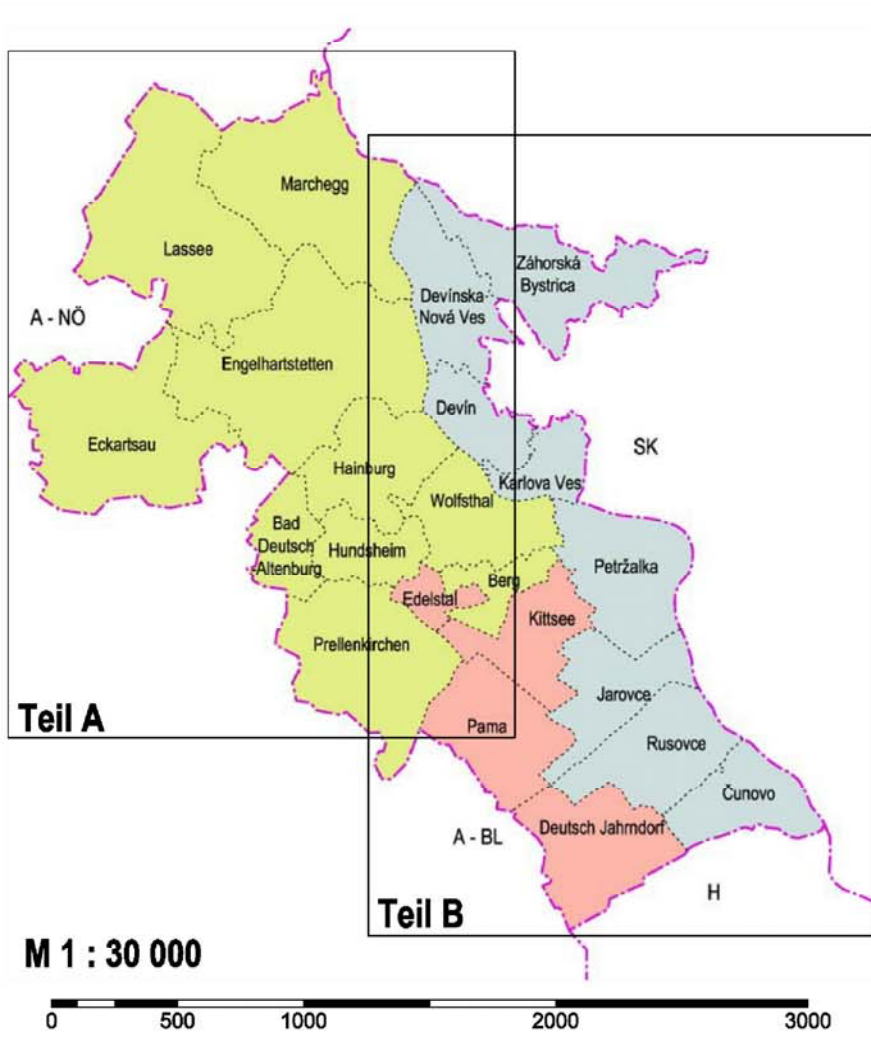 Marchegg
Lassee
Záhorská
Bystrica
Devínska
Nová Ves
A - NÖ
Engelhartstetten
Devín
Eckartsau
SK
Hainburg
Karlova Ves
Wolfsthal
Bad
Deutsch
-Altenburg
Hundsheim
Petržalka
Berg
Edelstal
Kittsee
Prellenkirchen
Jarovce
Teil A
Pama
Rusovce
Čunovo
Deutsch Jahrndorf
A - BL
H
Teil B
M 1 : 30 000
0 500 1000 2000 3000